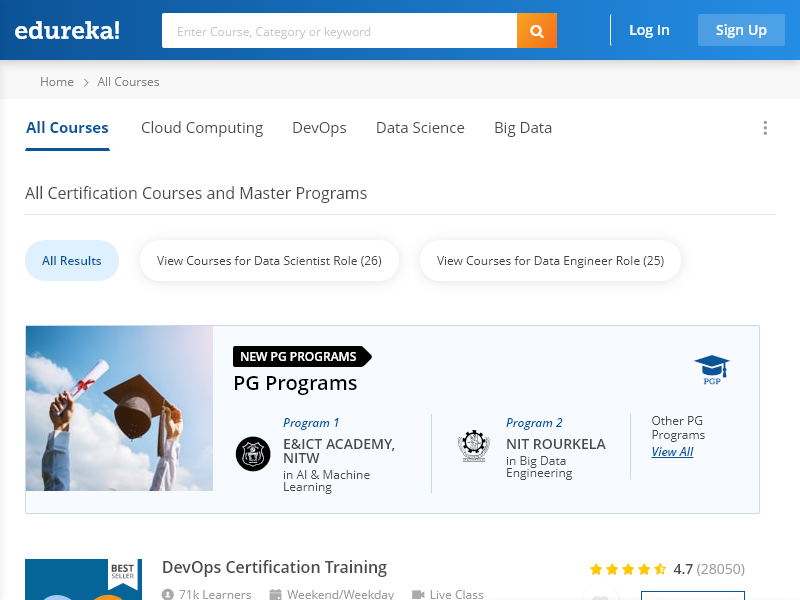 edureka!
Enter Course, Category or keyword
Log In
Sign Up
Home > All Courses
All Courses
Cloud Computing
DevOps
Data Science
Big Data
All Certification Courses and Master Programs
All Results
View Courses for Data Scientist Role (26)
View Courses for Data Engineer Role (25)
NEW PG PROGRAMS
PG Programs
PGP
Program 1
E&ICT ACADEMY,
NITW
in AI & Machine
Learning
Program 2
NIT ROURKELA
in Big Data
Engineering
Other PG
Programs
View All
BEST
SELLER
DevOps Certification Training
4.7 (28050)
71k Learners
Weekend/Weekday
Live Class